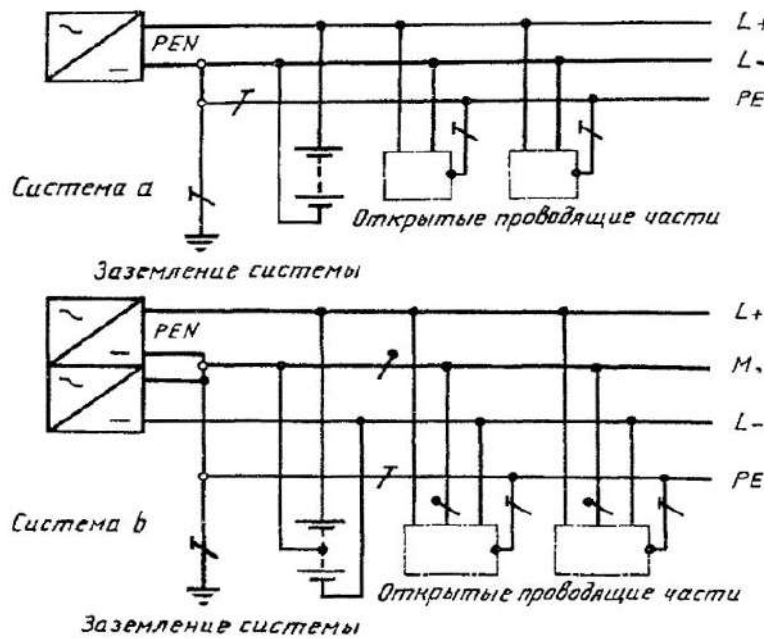 L+
PEN
L-
PE
Система a
Открытые проводящие части
Заземление системы
L+
PEN
M
L-
PE
Система b
Открытые проводящие части
Заземление системы